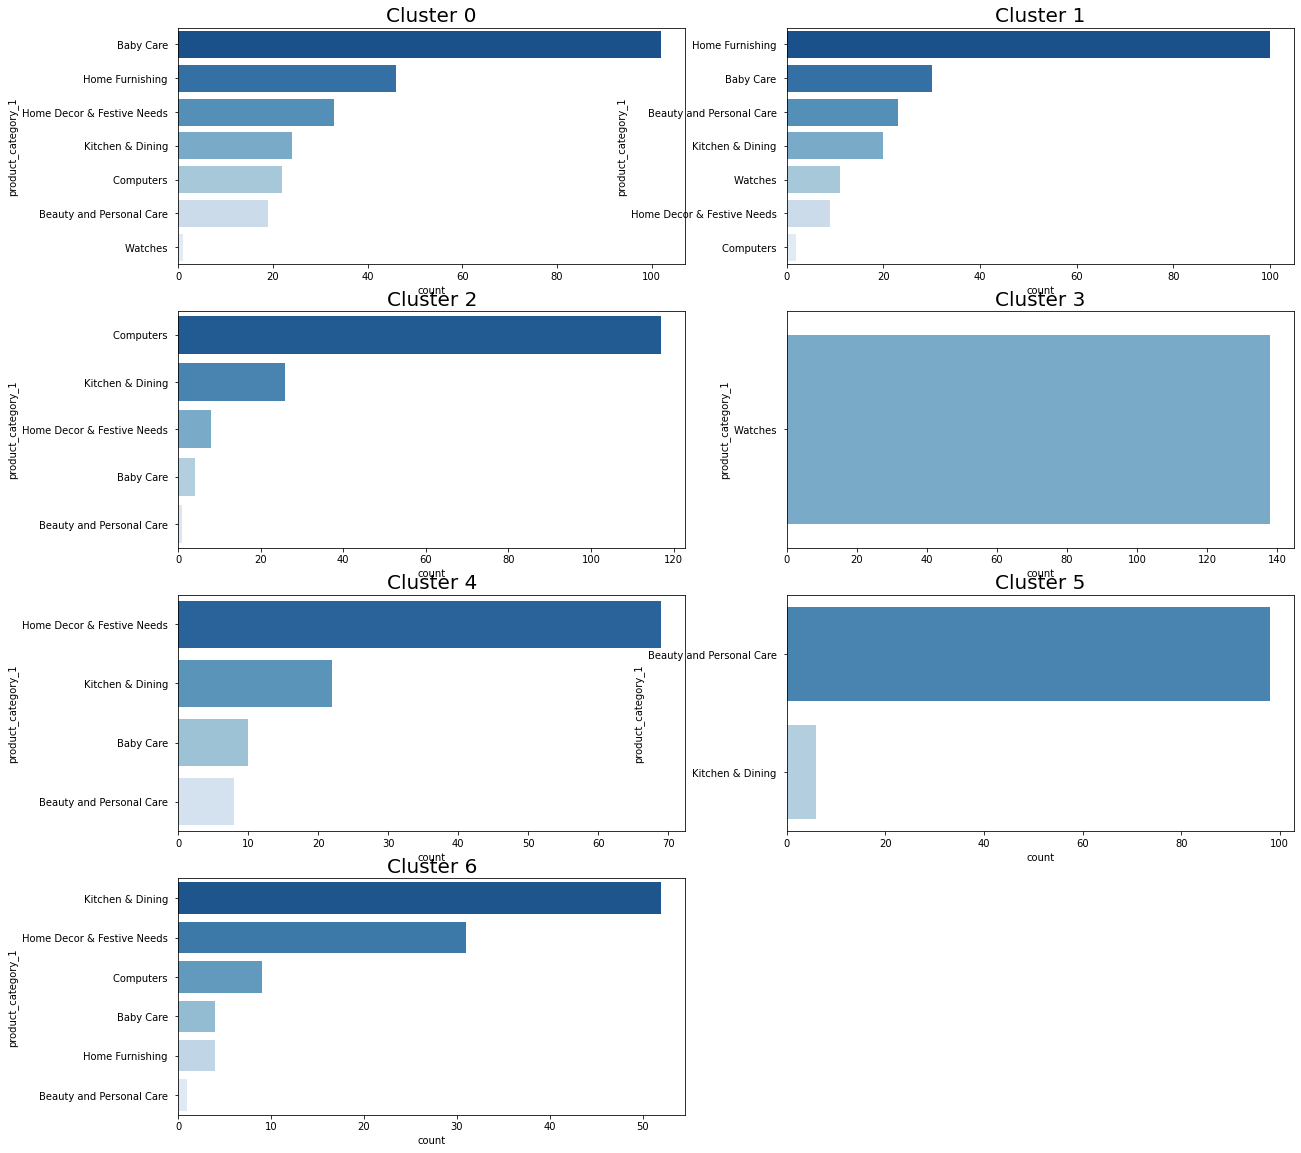 Cluster 0
product_category_1
Baby Care
Home Furnishing
Home Decor & Festive Needs
Kitchen & Dining
Computers
Beauty and Personal Care
Watches
0 20 40 60 80 100
count
Cluster 1
product_category_1
Home Furnishing
Baby Care
Beauty and Personal Care
Kitchen & Dining
Watches
Home Decor & Festive Needs
Computers
0 20 40 60 80 100
count
Cluster 2
product_category_1
Computers
Kitchen & Dining
Home Decor & Festive Needs
Baby Care
Beauty and Personal Care
0 20 40 60 80 100 120
count
Cluster 3
product_category_1
Watches
0 20 40 60 80 100 120 140
count
Cluster 4
product_category_1
Home Decor & Festive Needs
Kitchen & Dining
Baby Care
Beauty and Personal Care
0 10 20 30 40 50 60 70
count
Cluster 5
product_category_1
Beauty and Personal Care
Kitchen & Dining
0 20 40 60 80 100
count
Cluster 6
product_category_1
Kitchen & Dining
Home Decor & Festive Needs
Computers
Baby Care
Home Furnishing
Beauty and Personal Care
0 10 20 30 40 50
count